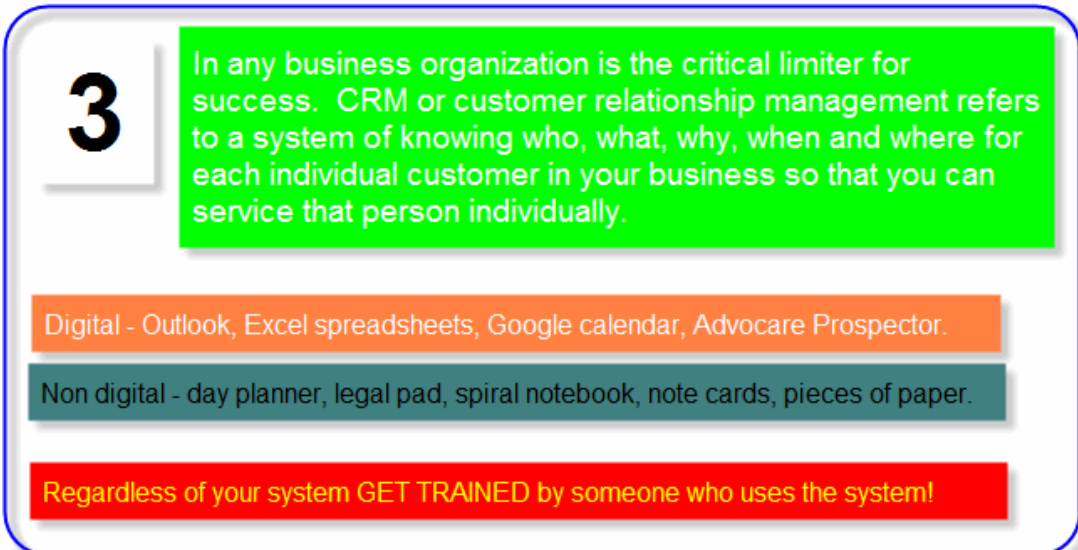 3
In any business organization is the critical limiter for
success.  CRM or customer relationship management refers
to a system of knowing who, what, why, when and where for
each individual customer in your business so that you can
service that person individually.
Digital - Outlook, Excel spreadsheets, Google calendar, Advocare Prospector.
Non digital - day planner, legal pad, spiral notebook, note cards, pieces of paper.
Regardless of your system GET TRAINED by someone who uses the system!